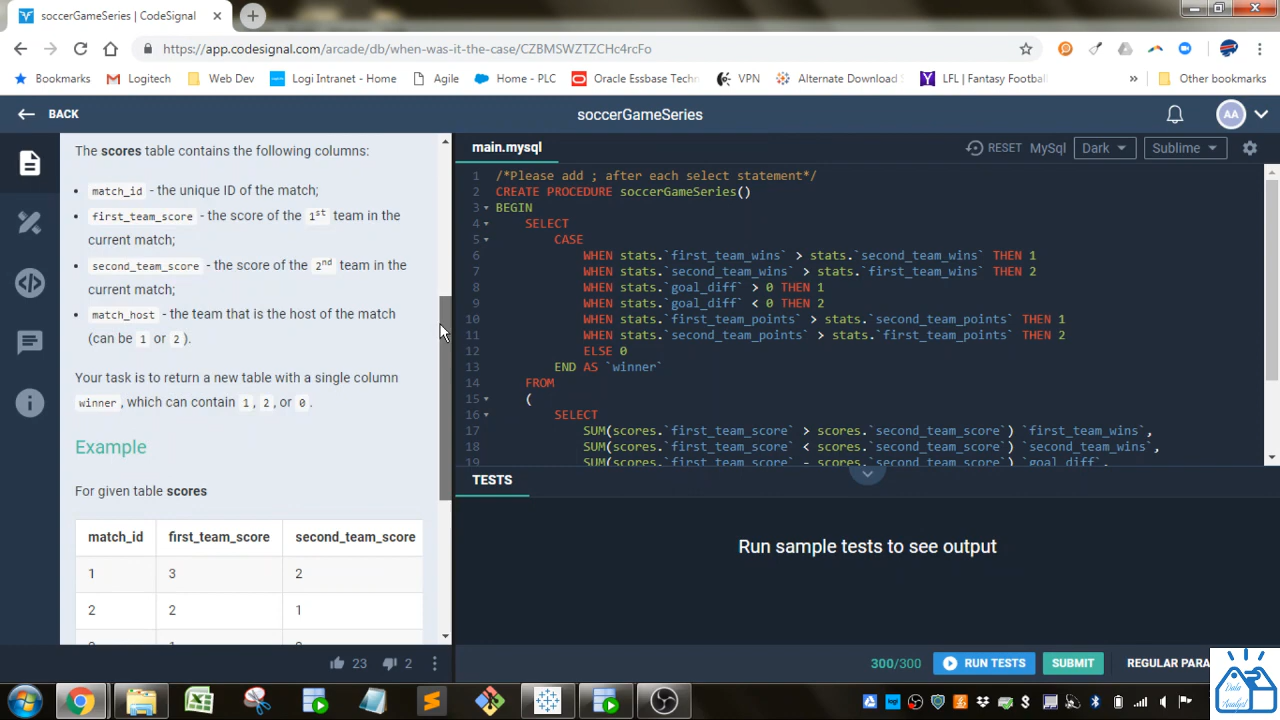 soccerGameSeries | CodeSignal
https://app.codesignal.com/arcade/db/when-was-it-the-case/CZBMSWZTZCHc4rcFo
Bookmarks Logitech Web Dev Logi Intranet - Home Agile Home - PLC Oracle Essbase Techn VPN Alternate Download LFL | Fantasy Football » Other bookmarks
BACK
soccerGameSeries
AA
The scores table contains the following columns:
match_id - the unique ID of the match;
first_team_score - the score of the 1st team in the
current match;
second_team_score - the score of the 2nd team in the
current match;
match_host - the team that is the host of the match
(can be 1 or 2 ).
Your task is to return a new table with a single column
winner , which can contain 1 , 2 , or 0 .
Example
For given table scores
match_id first_team_score second_team_score
1 3 2
2 2 1
main.mysql
RESET MySql Dark Sublime
1 /*Please add ; after each select statement*/
2 CREATE PROCEDURE soccerGameSeries()
3 BEGIN
4 SELECT
5 CASE
6 WHEN stats.`first_team_wins` > stats.`second_team_wins` THEN 1
7 WHEN stats.`second_team_wins` > stats.`first_team_wins` THEN 2
8 WHEN stats.`goal_diff` > 0 THEN 1
9 WHEN stats.`goal_diff` < 0 THEN 2
10 WHEN stats.`first_team_points` > stats.`second_team_points` THEN 1
11 WHEN stats.`second_team_points` > stats.`first_team_points` THEN 2
12 ELSE 0
13 END AS `winner`
14 FROM
15 (
16 SELECT
17 SUM(scores.`first_team_score` > scores.`second_team_score`) `first_team_wins`,
18 SUM(scores.`first_team_score` < scores.`second_team_score`) `second_team_wins`,
19 SUM(scores.`first_team_score` - scores.`second_team_score`) `goal_diff`,
TESTS
Run sample tests to see output
23 2
300/300 RUN TESTS SUBMIT REGULAR PARA
Data
Analyst